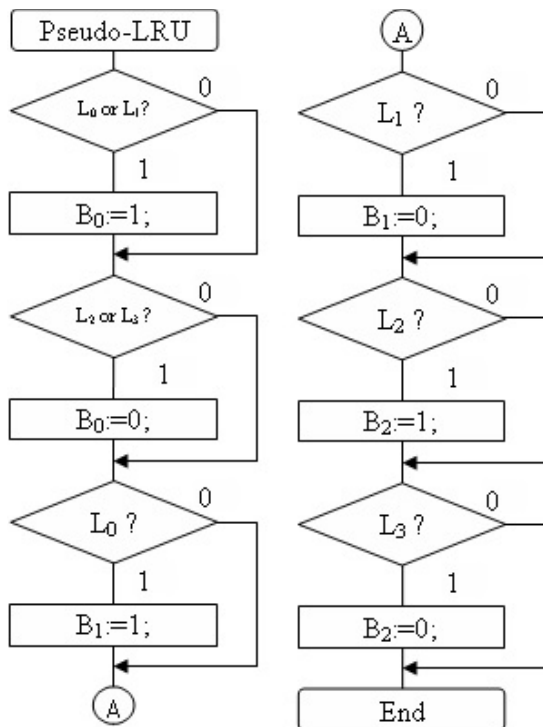 Pseudo-LRU
L₀ or L₁?
0
1
B₀:=1;
L₂ or L₃?
0
1
B₀:=0;
L₀ ?
0
1
B₁:=1;
A
A
L₁ ?
0
1
B₁:=0;
L₂ ?
0
1
B₂:=1;
L₃ ?
0
1
B₂:=0;
End